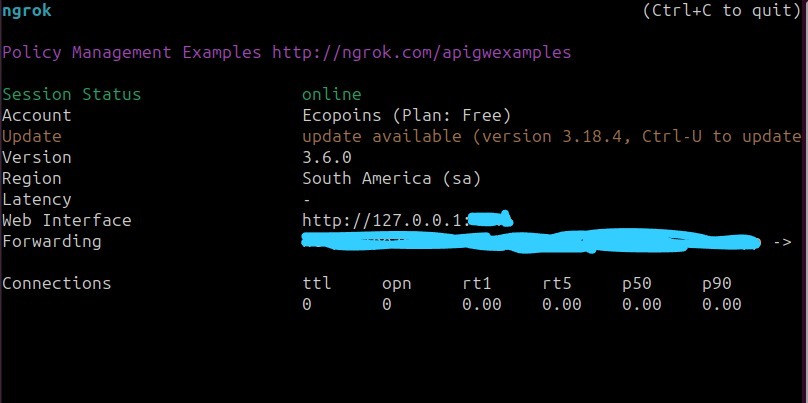 ngrok (Ctrl+C to quit)
Policy Management Examples http://ngrok.com/apigwexamples
Session Status online
Account Ecopoins (Plan: Free)
Update update available (version 3.18.4, Ctrl-U to update
Version 3.6.0
Region South America (sa)
Latency -
Web Interface http://127.0.0.1:
Forwarding ->
Connections ttl opn rt1 rt5 p50 p90
0 0 0.00 0.00 0.00 0.00